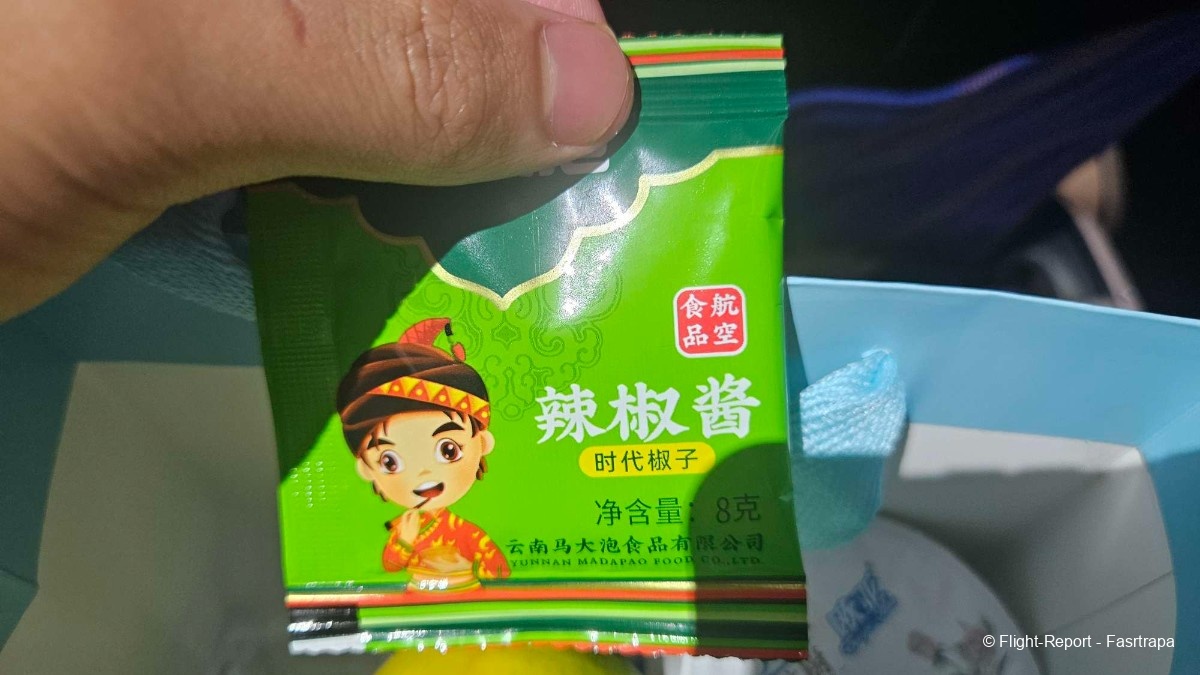 航空
食品
辣椒酱
时代椒子
净含量：8克
云南马大泡食品有限公司
YUNNAN MADAPAO FOOD CO.,LTD.
© Flight-Report - Fasrtrapa